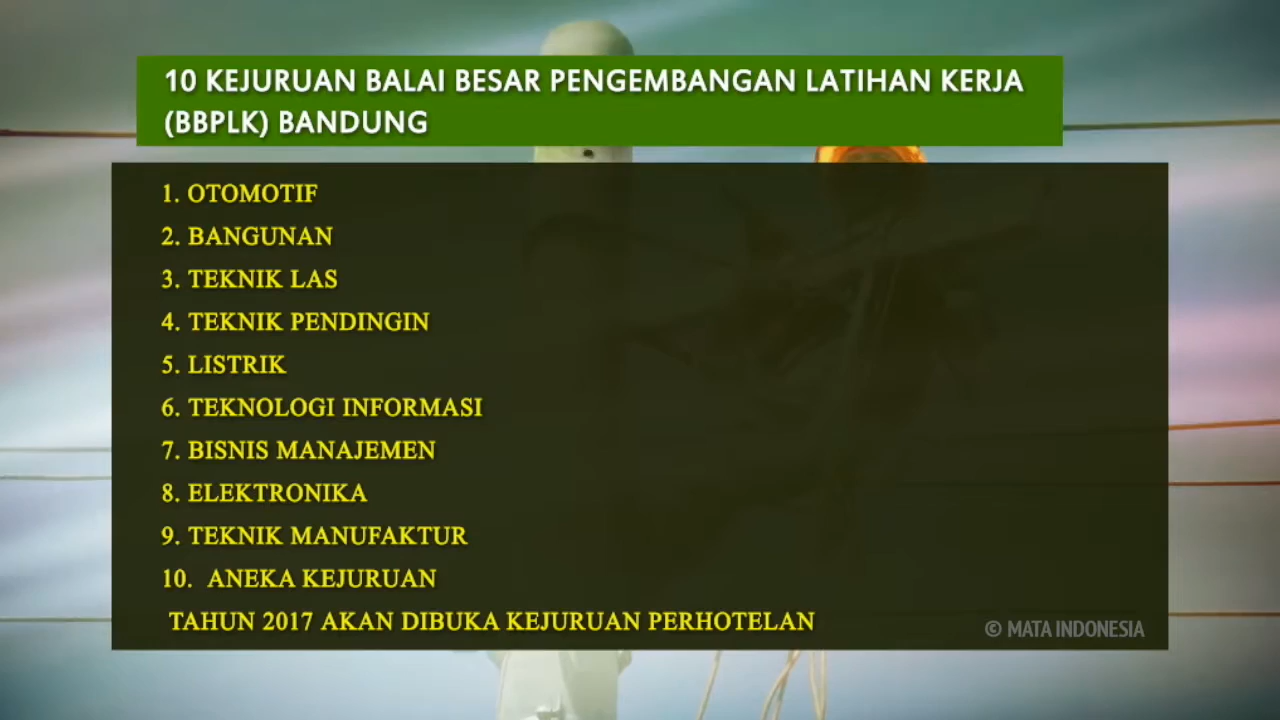 10 KEJURUAN BALAI BESAR PENGEMBANGAN LATIHAN KERJA
(BBPLK) BANDUNG
1. OTOMOTIF
2. BANGUNAN
3. TEKNIK LAS
4. TEKNIK PENDINGIN
5. LISTRIK
6. TEKNOLOGI INFORMASI
7. BISNIS MANAJEMEN
8. ELEKTRONIKA
9. TEKNIK MANUFAKTUR
10. ANEKA KEJURUAN
TAHUN 2017 AKAN DIBUKA KEJURUAN PERHOTELAN
© MATA INDONESIA